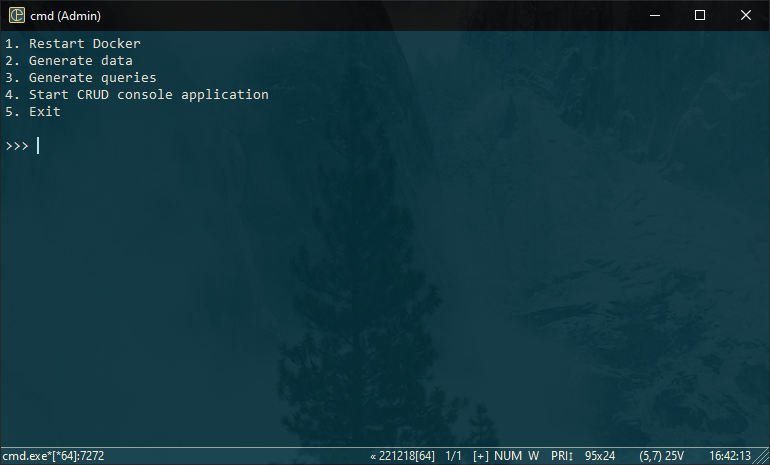 cmd (Admin)
1. Restart Docker
2. Generate data
3. Generate queries
4. Start CRUD console application
5. Exit
>>>
cmd.exe*[*64]:7272 « 221218[64] 1/1 [+] NUM W PRI↕ 95x24 (5,7) 25V 16:42:13